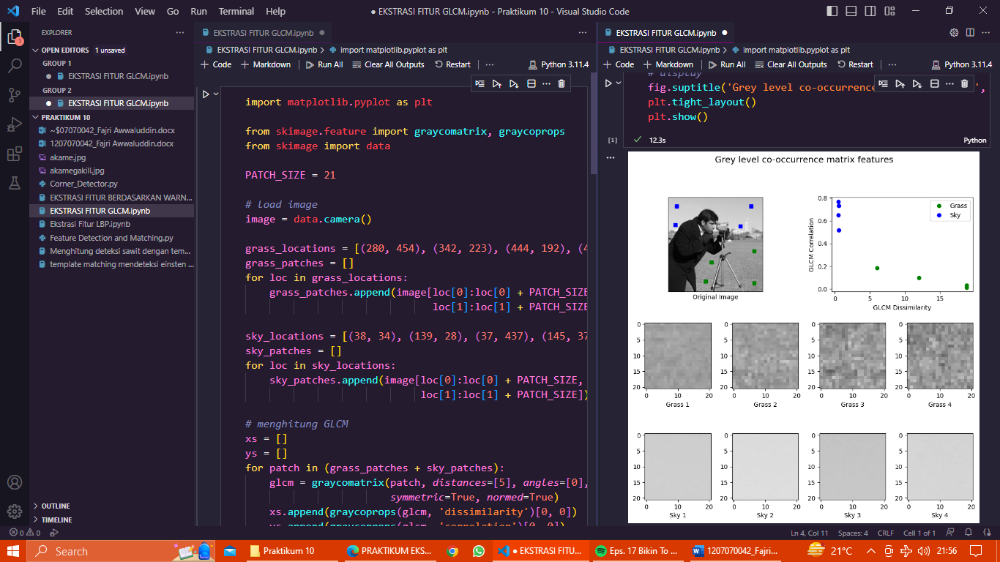 File Edit Selection View Go Run Terminal Help
● EKSTRASI FITUR GLCM.ipynb - Praktikum 10 - Visual Studio Code
EXPLORER
OPEN EDITORS 1 unsaved
GROUP 1
EKSTRASI FITUR GLCM.ipynb
GROUP 2
EKSTRASI FITUR GLCM.ipynb
PRAKTIKUM 10
~$07070042_Fajri Awwaluddin.docx
1207070042_Fajri Awwaluddin.docx
akame.jpg
akamegakill.jpg
Corner_Detector.py
EKSTRASI FITUR BERDASARKAN WARN...
EKSTRASI FITUR GLCM.ipynb
Ekstrasi Fitur LBP.ipynb
Feature Detection and Matching.py
Menghitung deteksi sawit dengan tem...
template matching mendeteksi einsten ...
OUTLINE
TIMELINE
EKSTRASI FITUR GLCM.ipynb
EKSTRASI FITUR GLCM.ipynb > import matplotlib.pyplot as plt
+ Code + Markdown Run All Clear All Outputs Restart ... Python 3.11.4
import matplotlib.pyplot as plt
from skimage.feature import graycomatrix, graycoprops
from skimage import data
PATCH_SIZE = 21
# load image
image = data.camera()
grass_locations = [(280, 454), (342, 223), (444, 192), (4
grass_patches = []
for loc in grass_locations:
grass_patches.append(image[loc[0]:loc[0] + PATCH_SIZE
loc[1]:loc[1] + PATCH_SIZE
sky_locations = [(38, 34), (139, 28), (37, 437), (145, 37
sky_patches = []
for loc in sky_locations:
sky_patches.append(image[loc[0]:loc[0] + PATCH_SIZE,
loc[1]:loc[1] + PATCH_SIZE])
# menghitung GLCM
xs = []
ys = []
for patch in (grass_patches + sky_patches):
glcm = graycomatrix(patch, distances=[5], angles=[0],
symmetric=True, normed=True)
xs.append(graycoprops(glcm, 'dissimilarity')[0, 0])
ys.append(graycoprops(glcm, 'correlation')[0, 0])
EKSTRASI FITUR GLCM.ipynb
EKSTRASI FITUR GLCM.ipynb > import matplotlib.pyplot as plt
+ Code + Markdown Run All Clear All Outputs Restart ... Python 3.11.4
# display
fig.suptitle('Grey level co-occurrence ',
plt.tight_layout()
plt.show()
[1] 12.3s Python
Grey level co-occurrence matrix features
Original Image
GLCM Correlation
0.8
0.6
0.4
0.2
0.0
0 5 10 15
GLCM Dissimilarity
Grass
Sky
0 0 0 0
5 5 5 5
10 10 10 10
15 15 15 15
20 20 20 20
0 10 20 0 10 20 0 10 20 0 10 20
Grass 1 Grass 2 Grass 3 Grass 4
0 0 0 0
5 5 5 5
10 10 10 10
15 15 15 15
20 20 20 20
0 10 20 0 10 20 0 10 20 0 10 20
Sky 1 Sky 2 Sky 3 Sky 4
0 0 Ln 4, Col 11 Spaces: 4 CRLF Cell 1 of 1
Search Praktikum 10 PRAKTIKUM EKS... ● EKSTRASI FITU... Eps. 17 Bikin To ... 1207070042_Fajri... 21°C 21:56